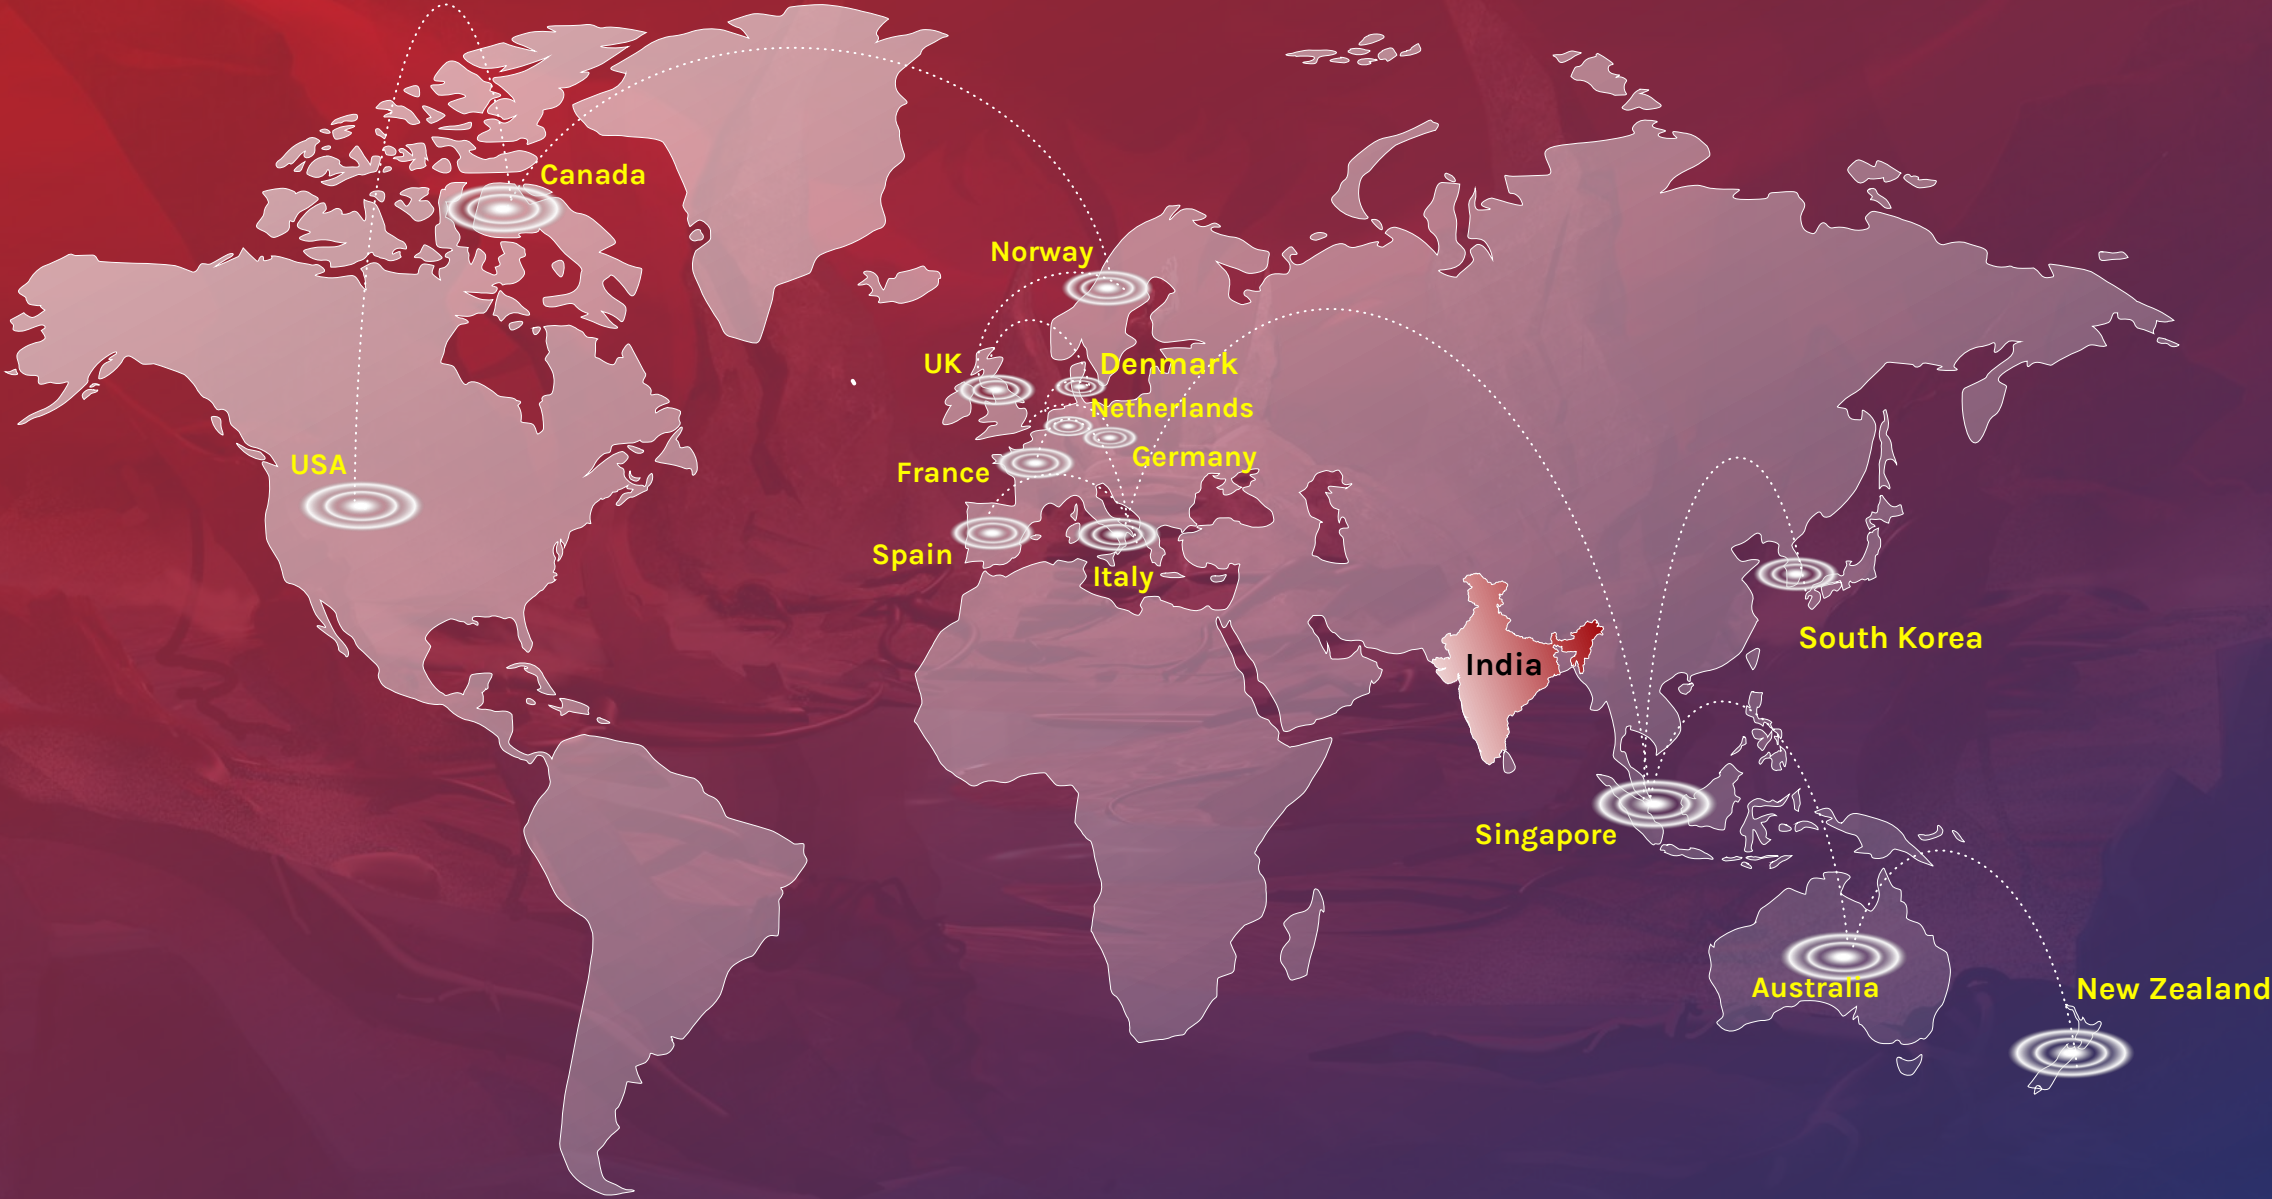 Canada
Norway
UK
Denmark
Netherlands
USA
France
Germany
Spain
Italy
South Korea
India
Singapore
Australia
New Zealand